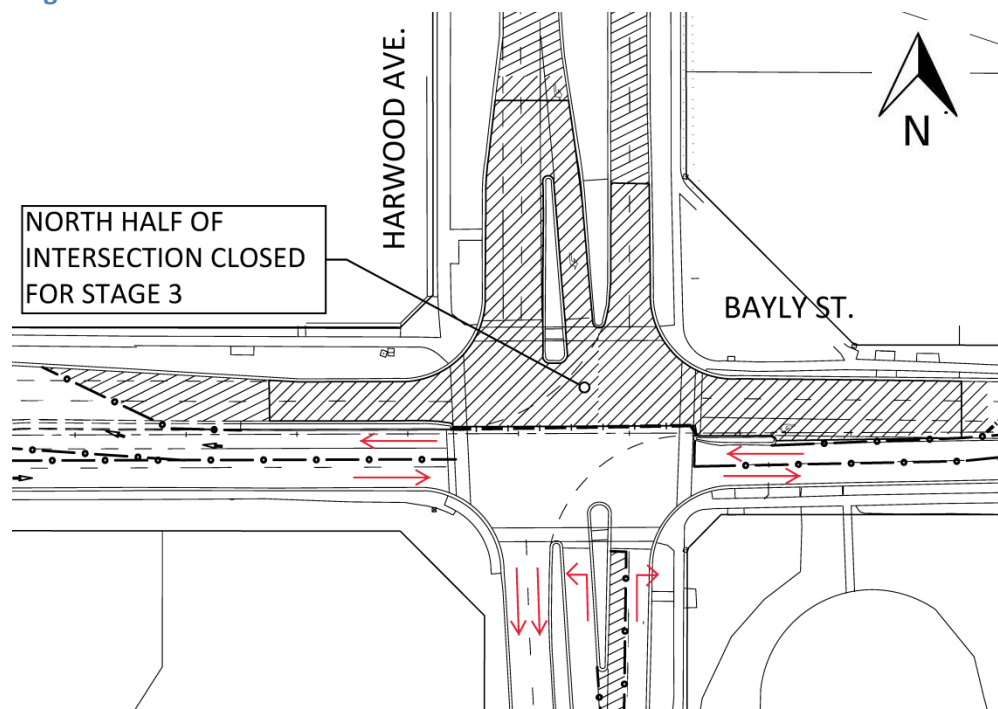 HARWOOD AVE.
N
NORTH HALF OF
INTERSECTION CLOSED
FOR STAGE 3
BAYLY ST.